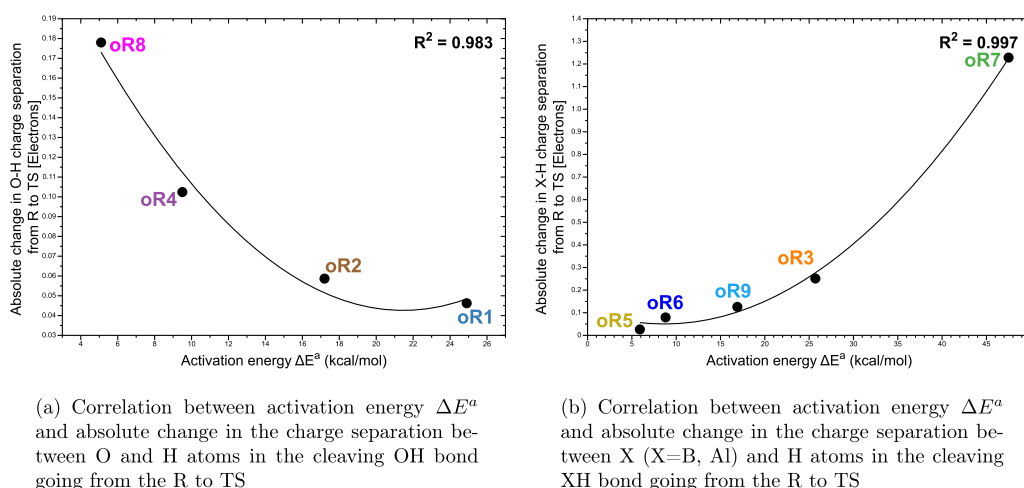 Absolute change in O-H charge separation
from R to TS [Electrons]
0.19
0.18
0.17
0.16
0.15
0.14
0.13
0.12
0.11
0.10
0.09
0.08
0.07
0.06
0.05
0.04
0.03
R² = 0.983
oR8
oR4
oR2
oR1
4 6 8 10 12 14 16 18 20 22 24 26
Activation energy ΔEᵃ (kcal/mol)
(a) Correlation between activation energy ΔEᵃ
and absolute change in the charge separation be-
tween O and H atoms in the cleaving OH bond
going from the R to TS
Absolute change in X-H charge separation
from R to TS [Electrons]
1.4
1.3
1.2
1.1
1
0.9
0.8
0.7
0.6
0.5
0.4
0.3
0.2
0.1
0
R² = 0.997
oR7
oR3
oR9
oR6
oR5
0 5 10 15 20 25 30 35 40 45
Activation energy ΔEᵃ (kcal/mol)
(b) Correlation between activation energy ΔEᵃ
and absolute change in the charge separation be-
tween X (X=B, Al) and H atoms in the cleaving
XH bond going from the R to TS